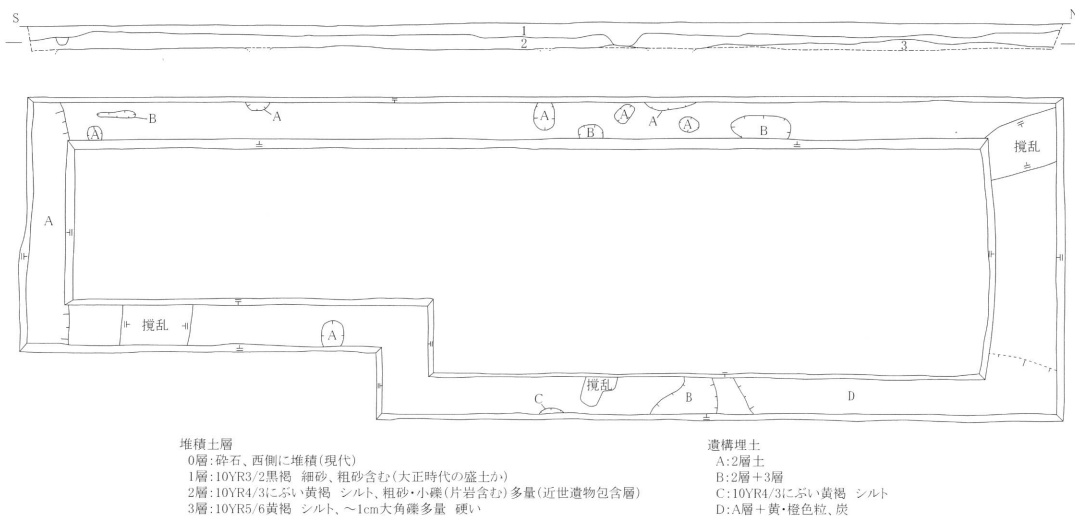 S
N
1
2
3
B
A
A
A
B
A
A
A
B
撹乱
A
撹乱
A
撹乱
C
B
D
堆積土層
0層:砕石、西側に堆積(現代)
1層:10YR3/2黒褐 細砂、粗砂含む(大正時代の盛土か)
2層:10YR4/3にぶい黄褐 シルト、粗砂・小礫(片岩含む)多量(近世遺物包含層)
3層:10YR5/6黄褐 シルト、～1cm大角礫多量 硬い
遺構埋土
A:2層土
B:2層+3層
C:10YR4/3にぶい黄褐 シルト
D:A層+黄・橙色粒、炭